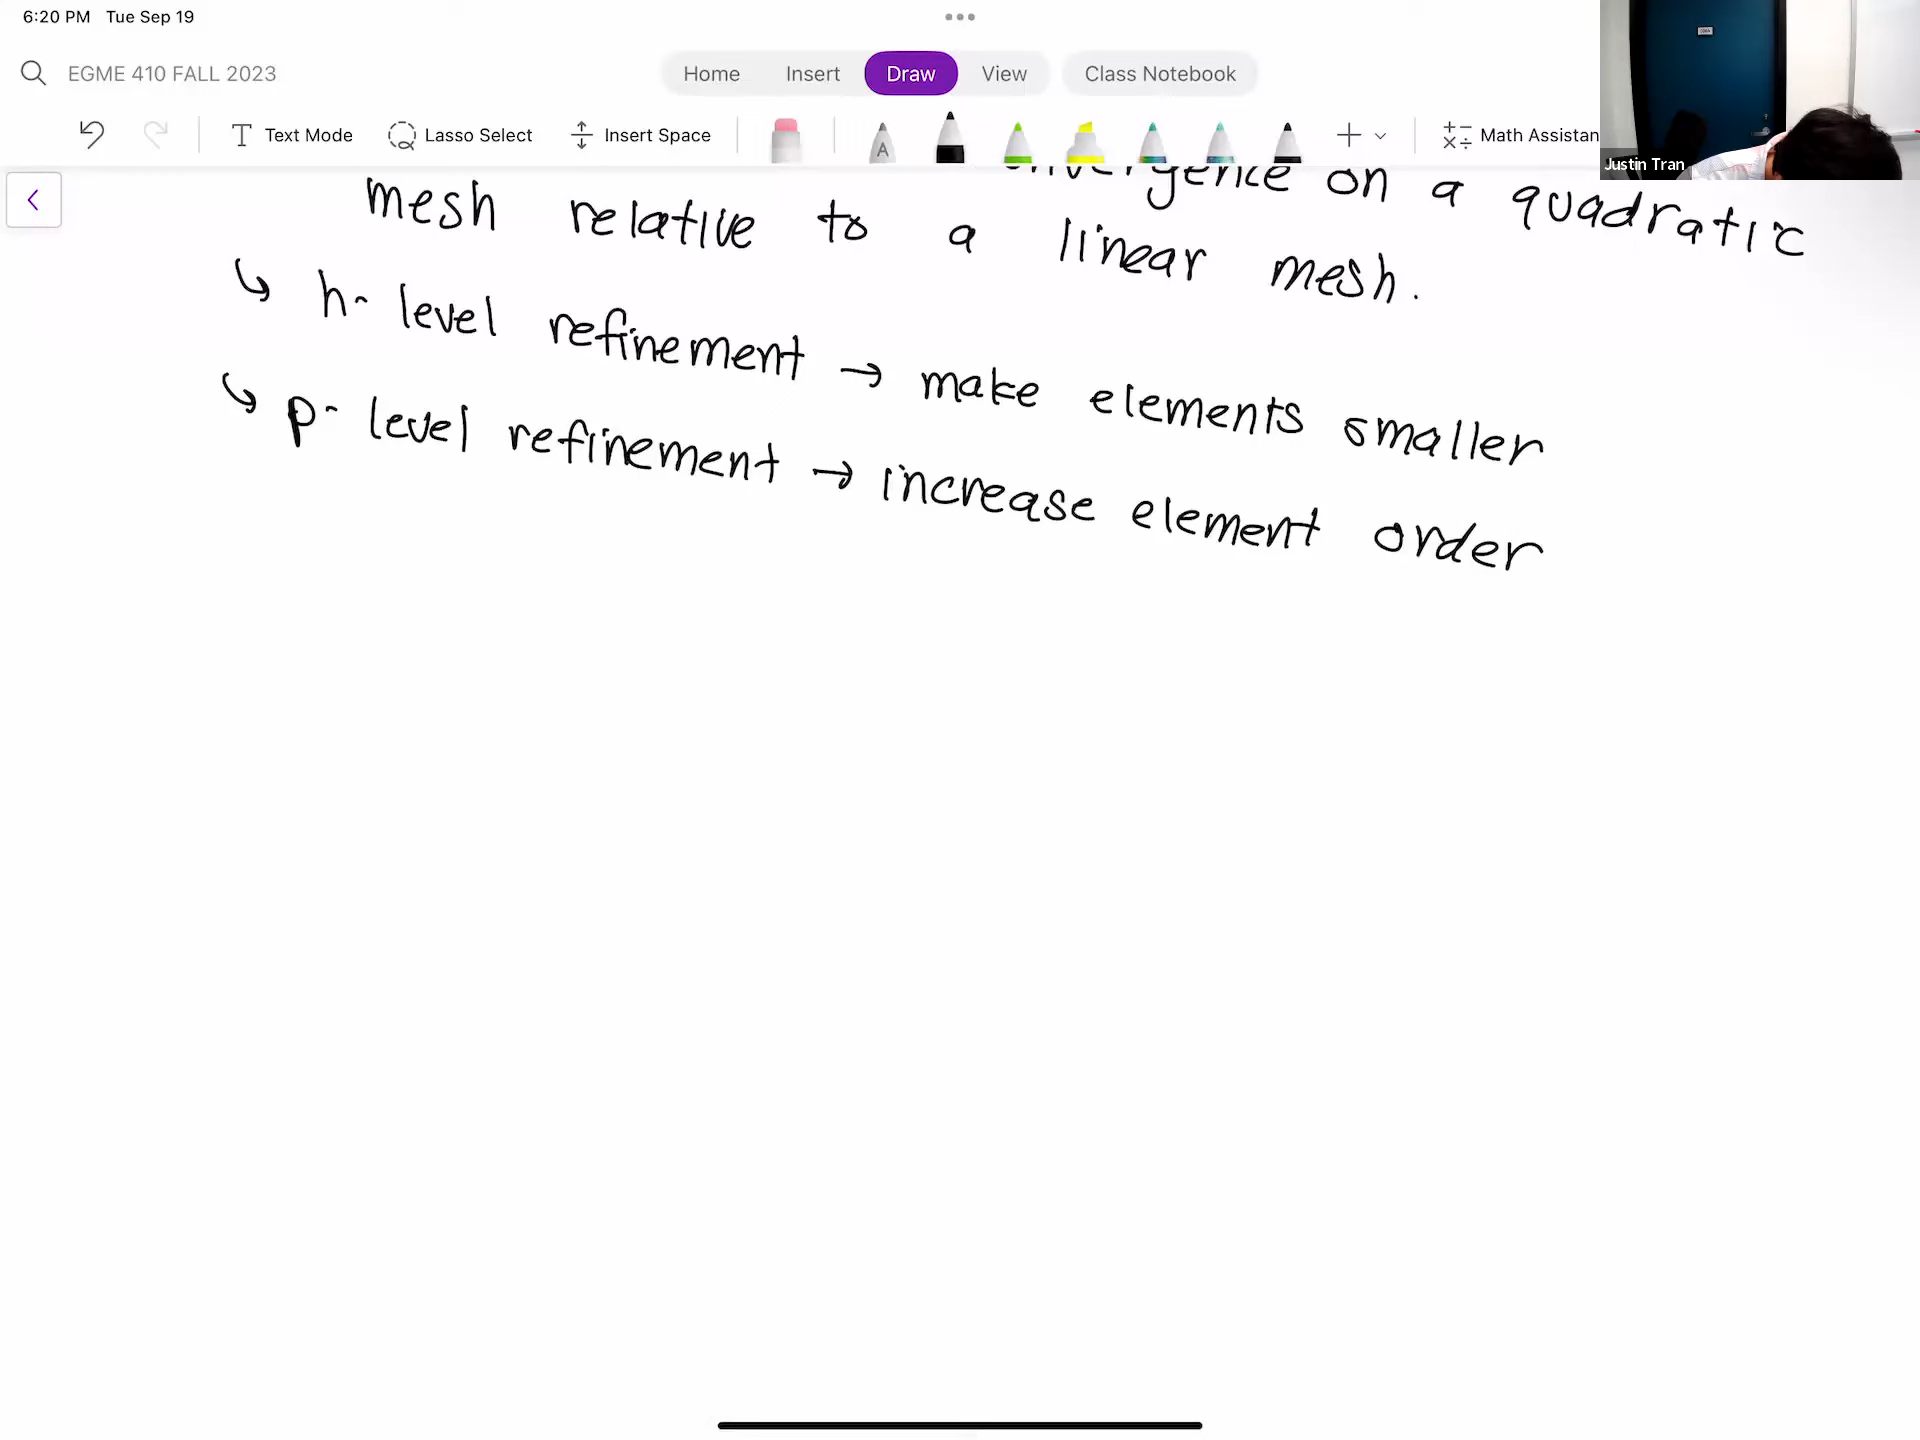 6:20 PM Tue Sep 19
EGME 410 FALL 2023
Home Insert Draw View Class Notebook
Text Mode Lasso Select Insert Space A Math Assistan
Justin Tran
on a quadratic
mesh relative to a linear mesh.
h- level refinement → make elements smaller
p- level refinement → increase element order